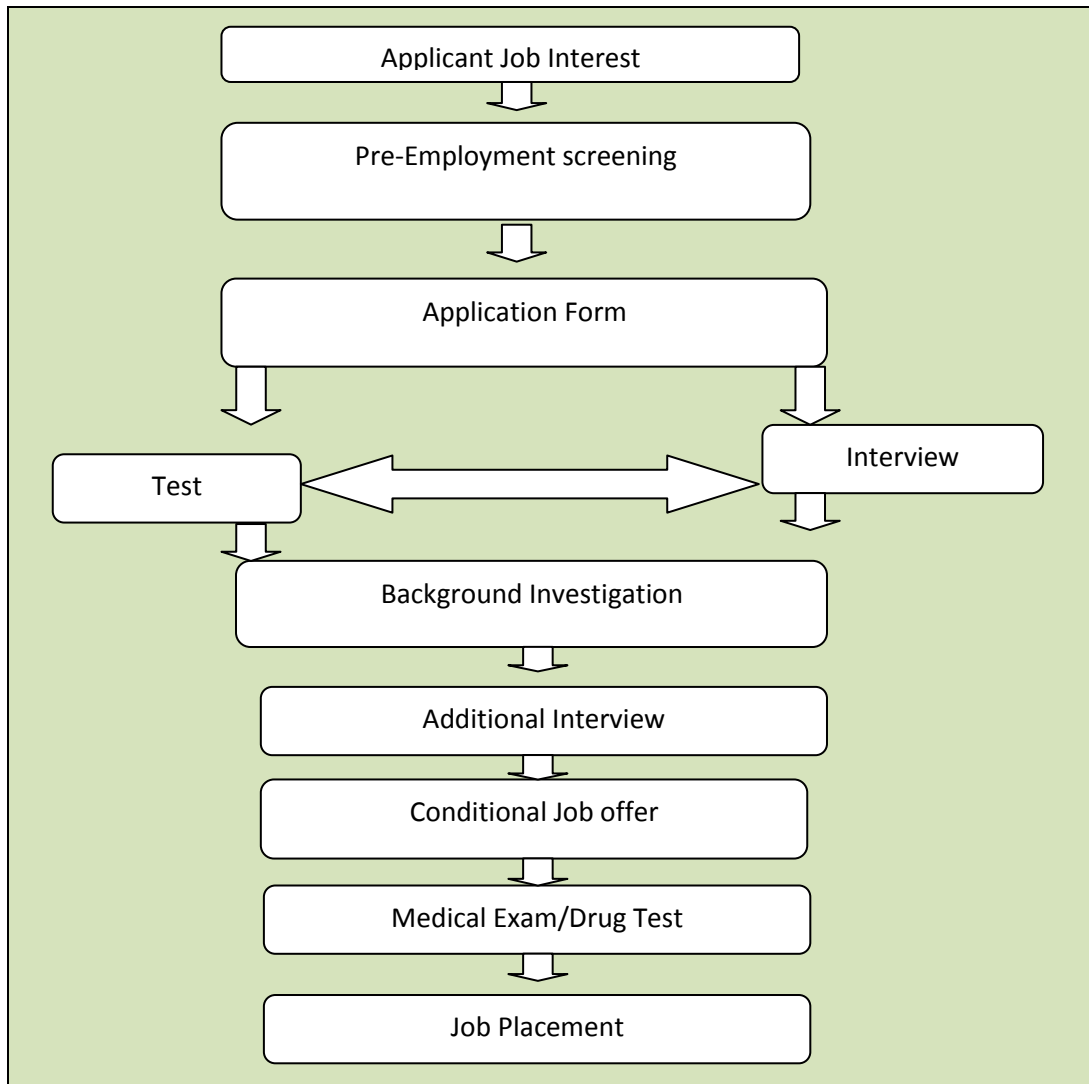 Applicant Job Interest
Pre-Employment screening
Application Form
Interview
Test
Background Investigation
Additional Interview
Conditional Job offer
Medical Exam/Drug Test
Job Placement